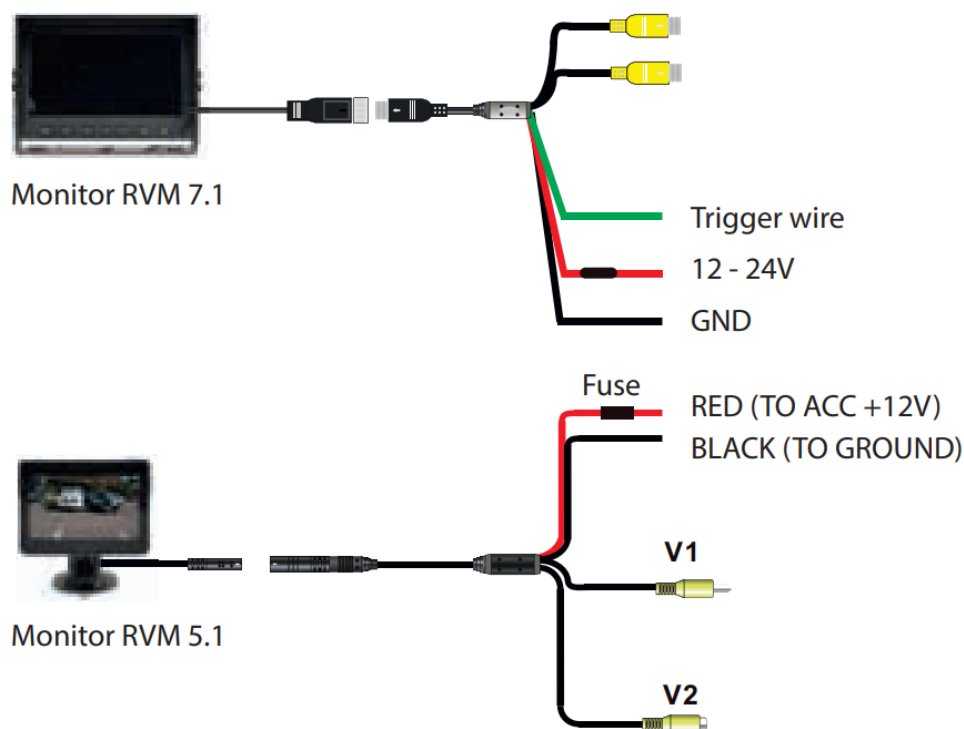 Monitor RVM 7.1
Trigger wire
12 - 24V
GND
Fuse
RED (TO ACC +12V)
BLACK (TO GROUND)
V1
Monitor RVM 5.1
V2